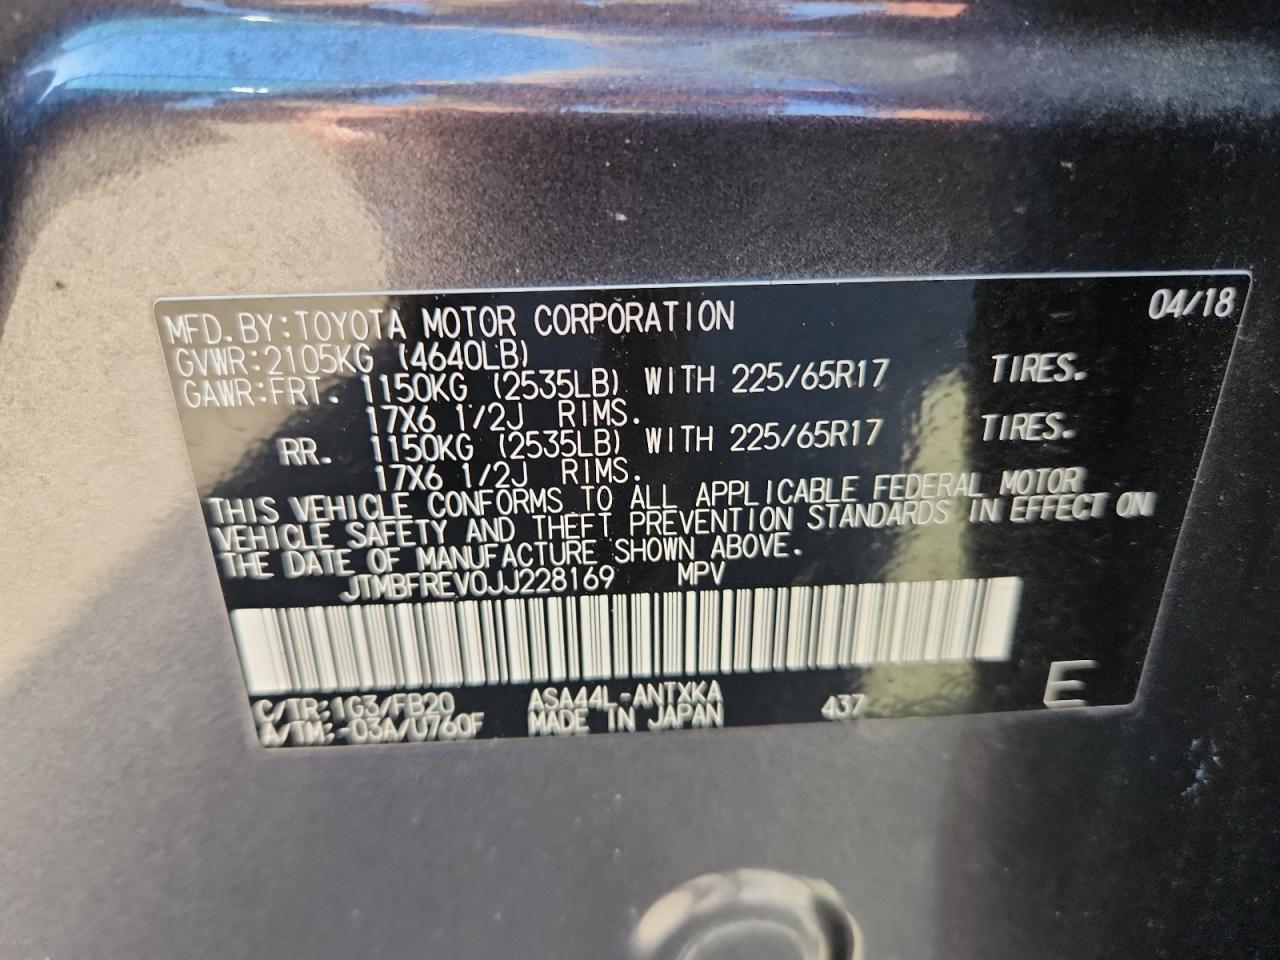 04/18
MFD.BY:TOYOTA MOTOR CORPORATION
GVWR:2105KG (4640LB)
GAWR:FRT. 1150KG (2535LB) WITH 225/65R17 TIRES.
17X6 1/2J RIMS.
RR. 1150KG (2535LB) WITH 225/65R17 TIRES.
17X6 1/2J RIMS.
THIS VEHICLE CONFORMS TO ALL APPLICABLE FEDERAL MOTOR
VEHICLE SAFETY AND THEFT PREVENTION STANDARDS IN EFFECT ON
THE DATE OF MANUFACTURE SHOWN ABOVE.
JTMBFREV0JJ228169 MPV
C/TR:1G3/FB20 ASA44L-ANTXKA 437 E
A/TM:-03A/U760F MADE IN JAPAN